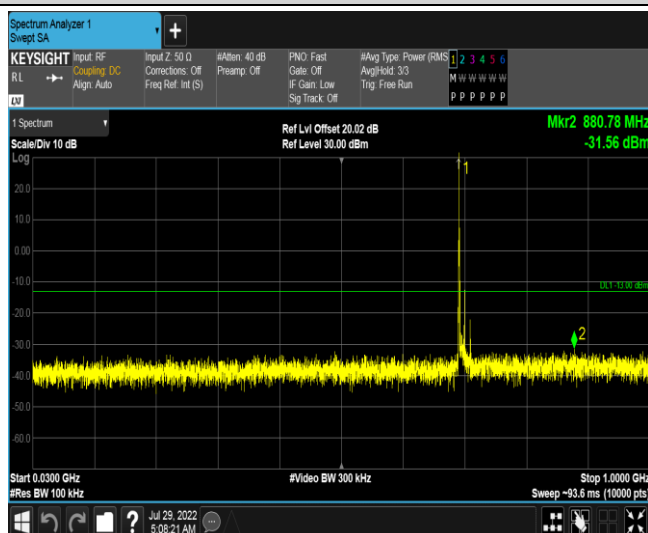 Spectrum Analyzer 1
Swept SA
+
KEYSIGHT
RL
LXI
Input: RF
Coupling: DC
Align: Auto
Input Z: 50 Ω
Corrections: Off
Freq Ref: Int (S)
#Atten: 40 dB
Preamp: Off
PNO: Fast
Gate: Off
IF Gain: Low
Sig Track: Off
#Avg Type: Power (RMS
Avg|Hold: 3/3
Trig: Free Run
1 2 3 4 5 6
M W W W W W
P P P P P P
1 Spectrum
Scale/Div 10 dB
Ref Lvl Offset 20.02 dB
Ref Level 30.00 dBm
Mkr2 880.78 MHz
-31.56 dBm
Log
1
20.0
10.0
0.00
-10.0
DL1 -13.00 dBm
-20.0
2
-30.0
-40.0
-50.0
-60.0
Start 0.0300 GHz
#Video BW 300 kHz
Stop 1.0000 GHz
#Res BW 100 kHz
Sweep ~93.6 ms (10000 pts)
?
Jul 29, 2022
5:08:21 AM